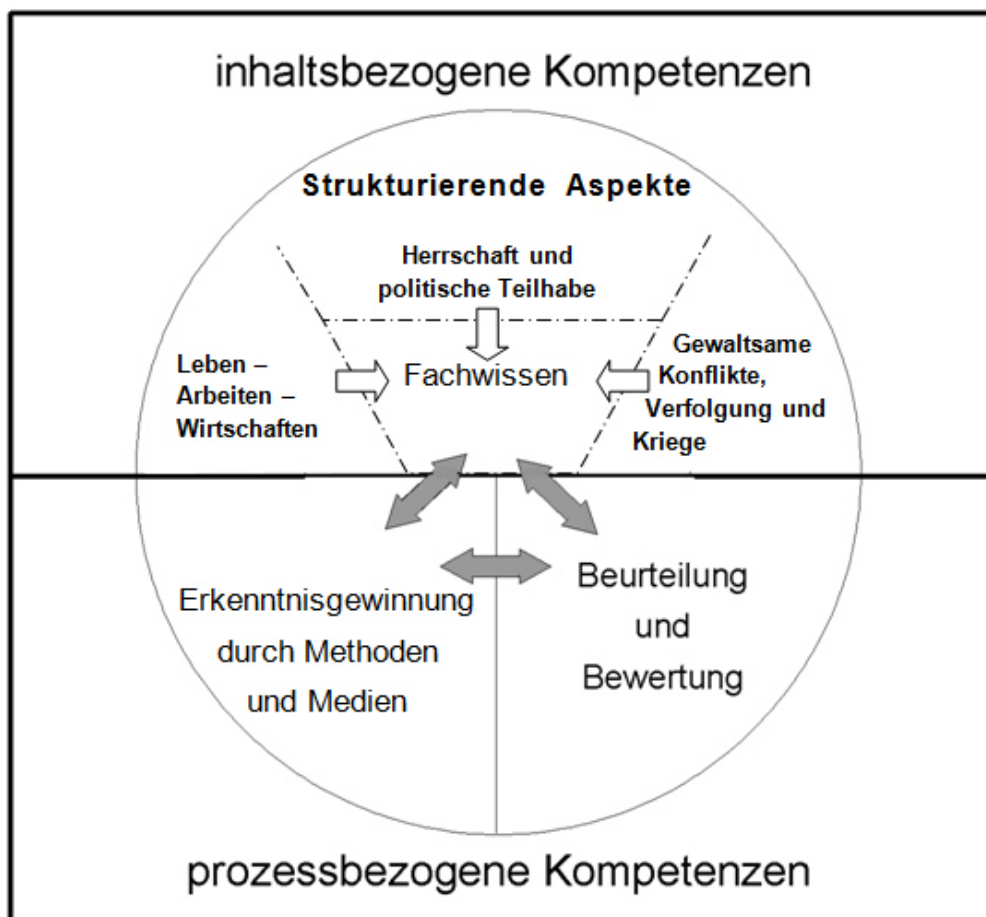 inhaltsbezogene Kompetenzen
Strukturierende Aspekte
Herrschaft und
politische Teilhabe
Leben –
Arbeiten –
Wirtschaften
Fachwissen
Gewaltsame
Konflikte,
Verfolgung und
Kriege
Erkenntnisgewinnung
durch Methoden
und Medien
Beurteilung
und
Bewertung
prozessbezogene Kompetenzen